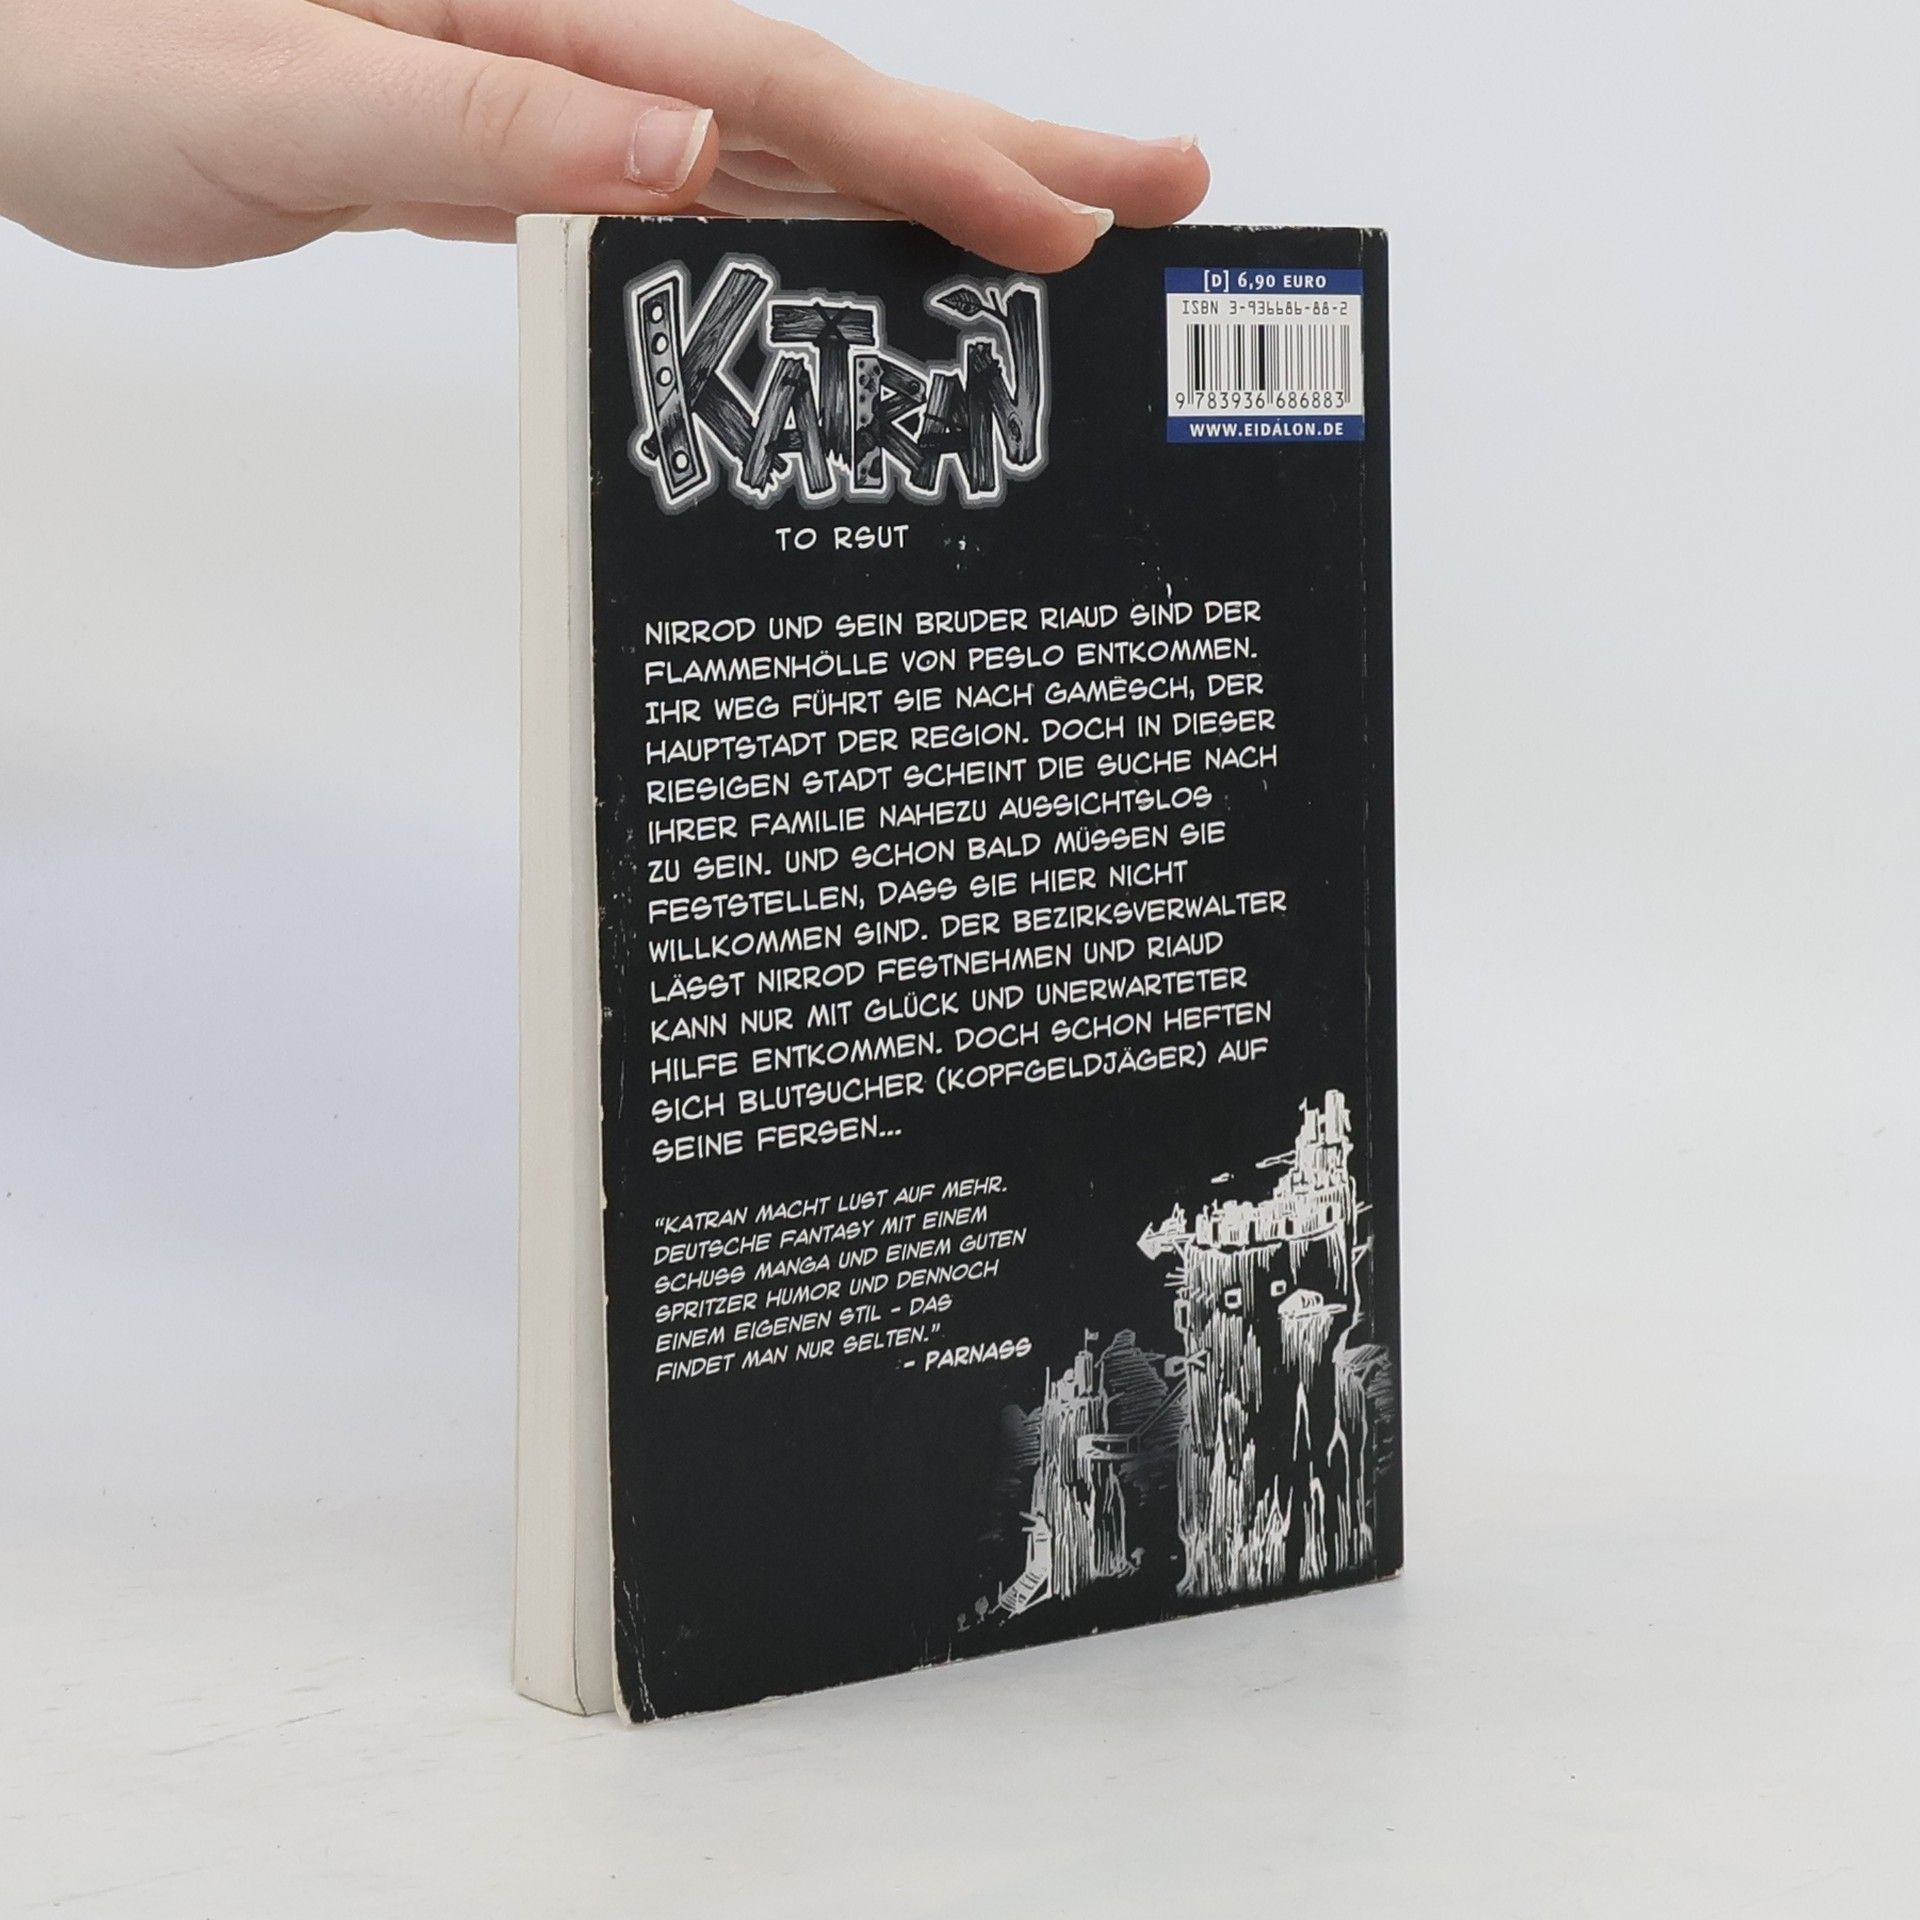 KATRAN
TO RSUT
[D] 6,90 EURO
ISBN 3-936686-88-2
9 783936 686883
WWW.EIDALON.DE
NIRROD UND SEIN BRUDER RIAUD SIND DER
FLAMMENHÖLLE VON PESLO ENTKOMMEN.
IHR WEG FÜHRT SIE NACH GAMËSCH, DER
HAUPTSTADT DER REGION. DOCH IN DIESER
RIESIGEN STADT SCHEINT DIE SUCHE NACH
IHRER FAMILIE NAHEZU AUSSICHTSLOS
ZU SEIN. UND SCHON BALD MÜSSEN SIE
FESTSTELLEN, DASS SIE HIER NICHT
WILLKOMMEN SIND. DER BEZIRKSVERWALTER
LÄSST NIRROD FESTNEHMEN UND RIAUD
KANN NUR MIT GLÜCK UND UNERWARTETER
HILFE ENTKOMMEN. DOCH SCHON HEFTEN
SICH BLUTSUCHER (KOPFGELDJÄGER) AUF
SEINE FERSEN...
"KATRAN MACHT LUST AUF MEHR.
DEUTSCHE FANTASY MIT EINEM
SCHUSS MANGA UND EINEM GUTEN
SPRITZER HUMOR UND DENNOCH
EINEM EIGENEN STIL - DAS
FINDET MAN NUR SELTEN."
- PARNASS